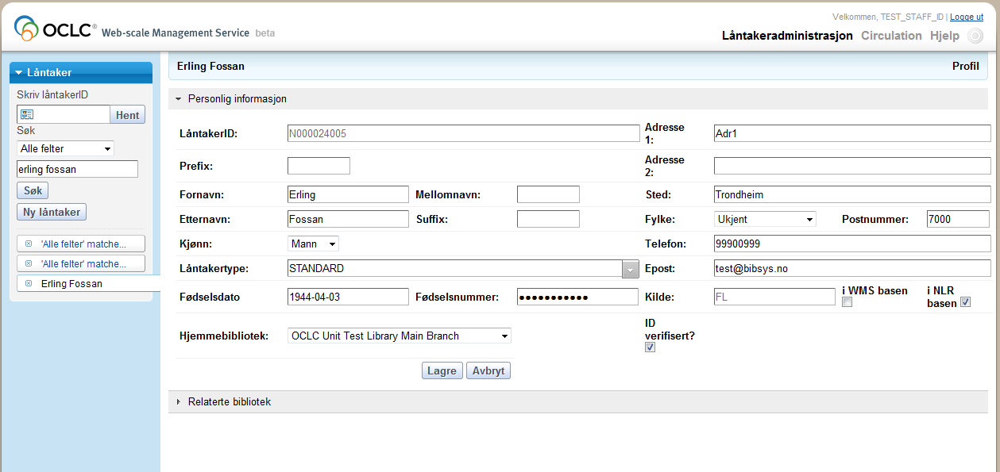 Velkommen, TEST_STAFF_ID | Logge ut
OCLC® Web-scale Management Service beta
Låntakeradministrasjon Circulation Hjelp
Låntaker
Skriv låntakerID
Hent
Søk
Alle felter
erling fossan
Søk
Ny låntaker
'Alle felter' matche...
'Alle felter' matche...
Erling Fossan
Erling Fossan Profil
Personlig informasjon
LåntakerID: N000024005 Adresse
1: Adr1
Prefix: Adresse
2:
Fornavn: Erling Mellomnavn: Sted: Trondheim
Etternavn: Fossan Suffix: Fylke: Ukjent Postnummer: 7000
Kjønn: Mann Telefon: 99900999
Låntakertype: STANDARD Epost: test@bibsys.no
Fødselsdato 1944-04-03 Fødselsnummer: ●●●●●●●●●●● Kilde: FL i WMS basen i NLR
basen
Hjemmebibliotek: OCLC Unit Test Library Main Branch ID
verifisert?
Lagre Avbryt
Relaterte bibliotek